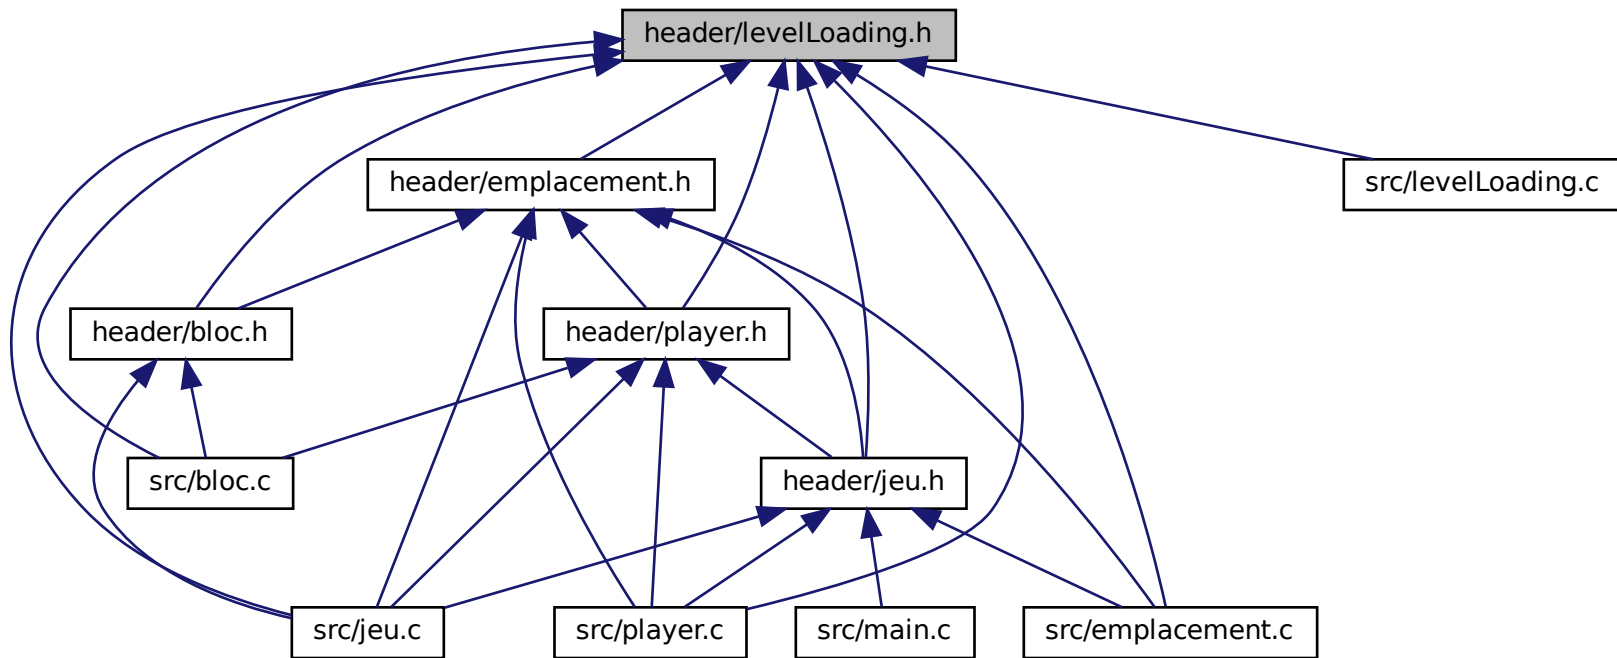 header/levelLoading.h
header/emplacement.h
src/levelLoading.c
header/bloc.h
header/player.h
src/bloc.c
header/jeu.h
src/jeu.c
src/player.c
src/main.c
src/emplacement.c